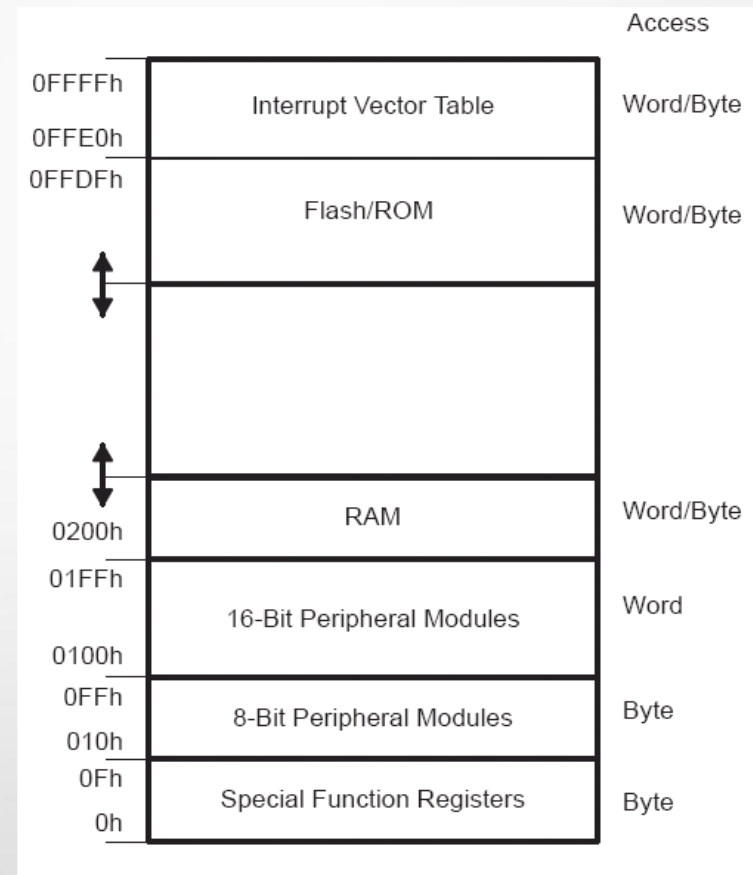 Access
0FFFFh
Interrupt Vector Table
Word/Byte
0FFE0h
0FFDFh
Flash/ROM
Word/Byte
RAM
Word/Byte
0200h
01FFh
16-Bit Peripheral Modules
Word
0100h
0FFh
8-Bit Peripheral Modules
Byte
010h
0Fh
Special Function Registers
Byte
0h